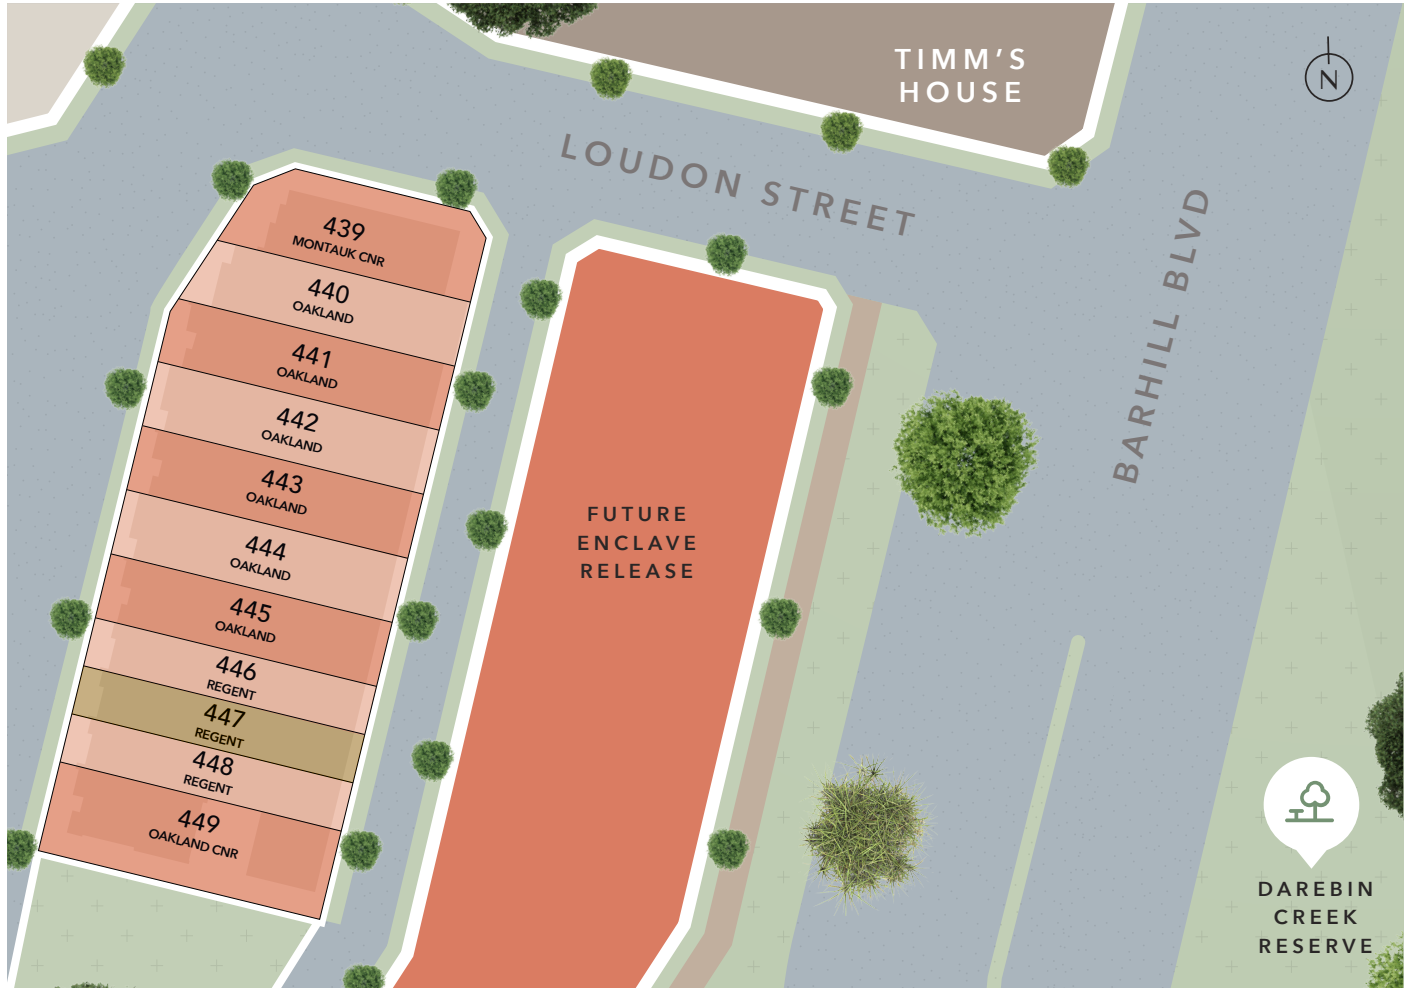 TIMM'S
HOUSE
N
LOUDON STREET
BARHILL BLVD
439
MONTAUK CNR
440
OAKLAND
441
OAKLAND
442
OAKLAND
443
OAKLAND
444
OAKLAND
445
OAKLAND
446
REGENT
447
REGENT
448
REGENT
449
OAKLAND CNR
FUTURE
ENCLAVE
RELEASE
DAREBIN
CREEK
RESERVE